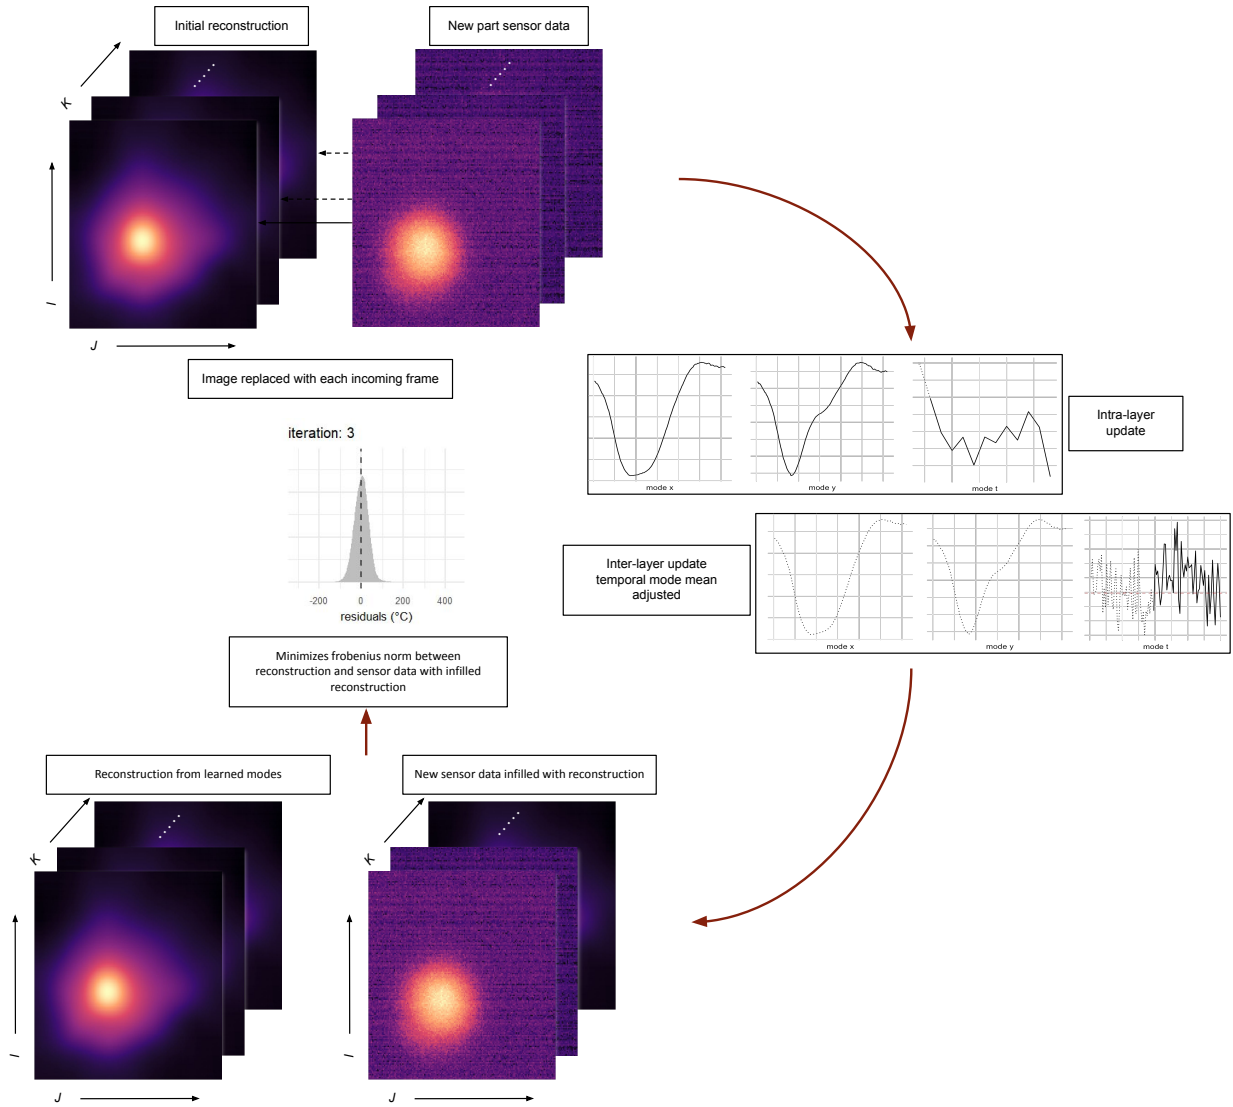 Initial reconstruction
New part sensor data
K
I
J
Image replaced with each incoming frame
iteration: 3
-200 0 200 400
residuals (°C)
mode x
mode y
mode t
Intra-layer
update
Inter-layer update
temporal mode mean
adjusted
mode x
mode y
mode t
Minimizes frobenius norm between
reconstruction and sensor data with infilled
reconstruction
Reconstruction from learned modes
New sensor data infilled with reconstruction
K
I
J
K
I
J